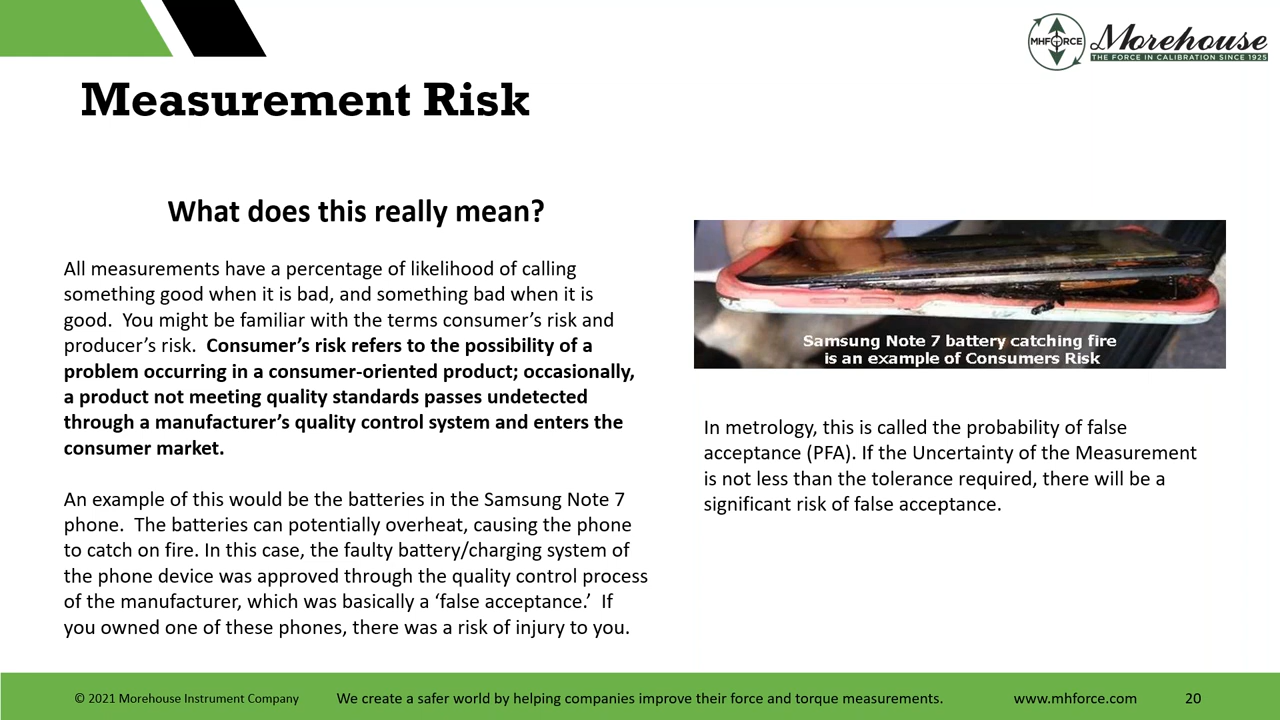 MHFORCE
Morehouse
THE FORCE IN CALIBRATION SINCE 1925
Measurement Risk
What does this really mean?
All measurements have a percentage of likelihood of calling
something good when it is bad, and something bad when it is
good.  You might be familiar with the terms consumer’s risk and
producer’s risk.  Consumer’s risk refers to the possibility of a
problem occurring in a consumer-oriented product; occasionally,
a product not meeting quality standards passes undetected
through a manufacturer’s quality control system and enters the
consumer market.
An example of this would be the batteries in the Samsung Note 7
phone.  The batteries can potentially overheat, causing the phone
to catch on fire. In this case, the faulty battery/charging system of
the phone device was approved through the quality control process
of the manufacturer, which was basically a ‘false acceptance.’  If
you owned one of these phones, there was a risk of injury to you.
Samsung Note 7 battery catching fire
is an example of Consumers Risk
In metrology, this is called the probability of false
acceptance (PFA). If the Uncertainty of the Measurement
is not less than the tolerance required, there will be a
significant risk of false acceptance.
© 2021 Morehouse Instrument Company
We create a safer world by helping companies improve their force and torque measurements.
www.mhforce.com
20